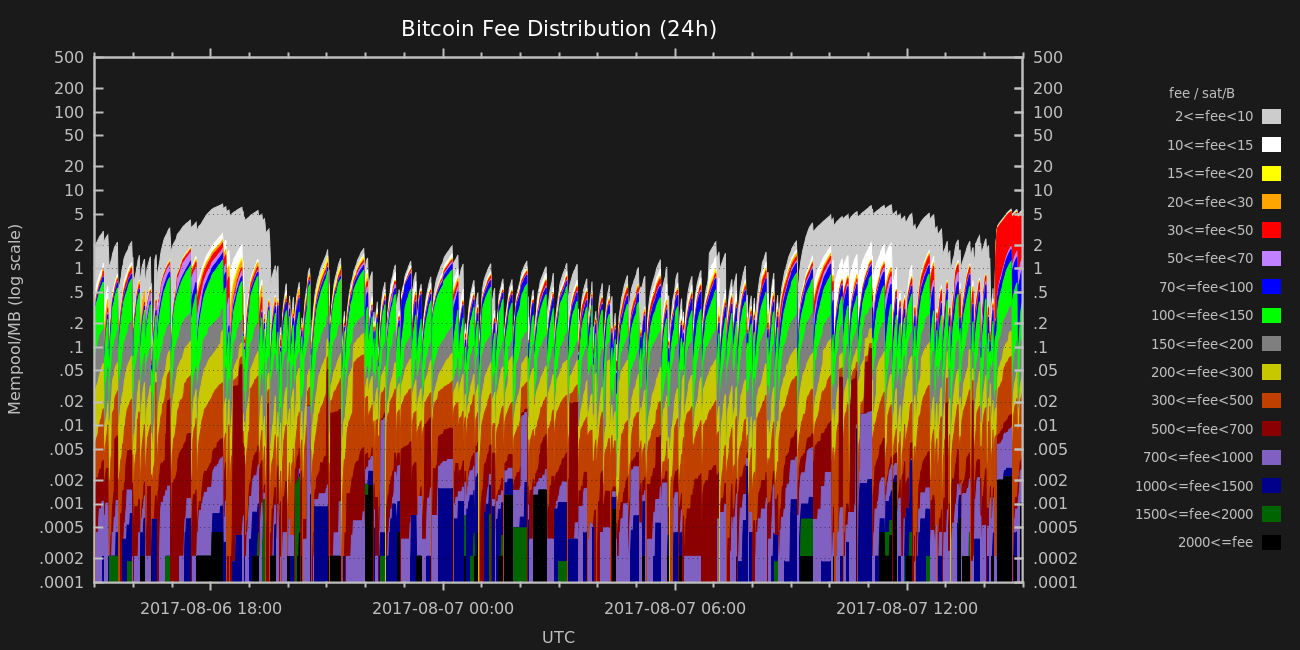 Bitcoin Fee Distribution (24h)
500
200
100
50
20
10
5
2
1
.5
.2
.1
.05
.02
.01
.005
.002
.001
.0005
.0002
.0001
Mempool/MB (log scale)
500
200
100
50
20
10
5
2
1
.5
.2
.1
.05
.02
.01
.005
.002
.001
.0005
.0002
.0001
2017-08-06 18:00
2017-08-07 00:00
2017-08-07 06:00
2017-08-07 12:00
UTC
fee / sat/B
2<=fee<10
10<=fee<15
15<=fee<20
20<=fee<30
30<=fee<50
50<=fee<70
70<=fee<100
100<=fee<150
150<=fee<200
200<=fee<300
300<=fee<500
500<=fee<700
700<=fee<1000
1000<=fee<1500
1500<=fee<2000
2000<=fee